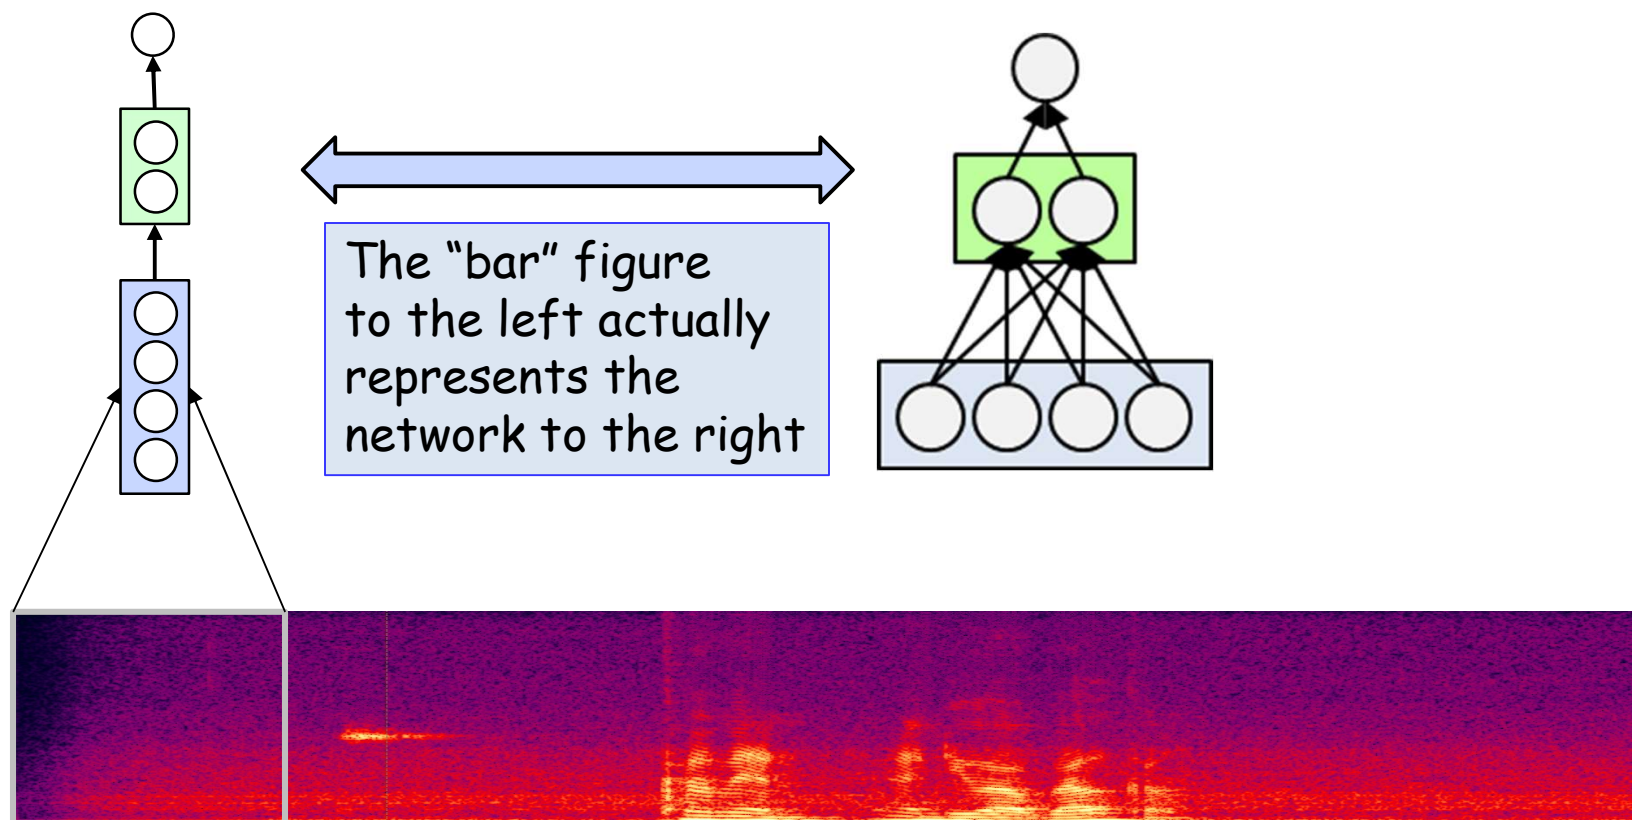 The “bar” figure
to the left actually
represents the
network to the right